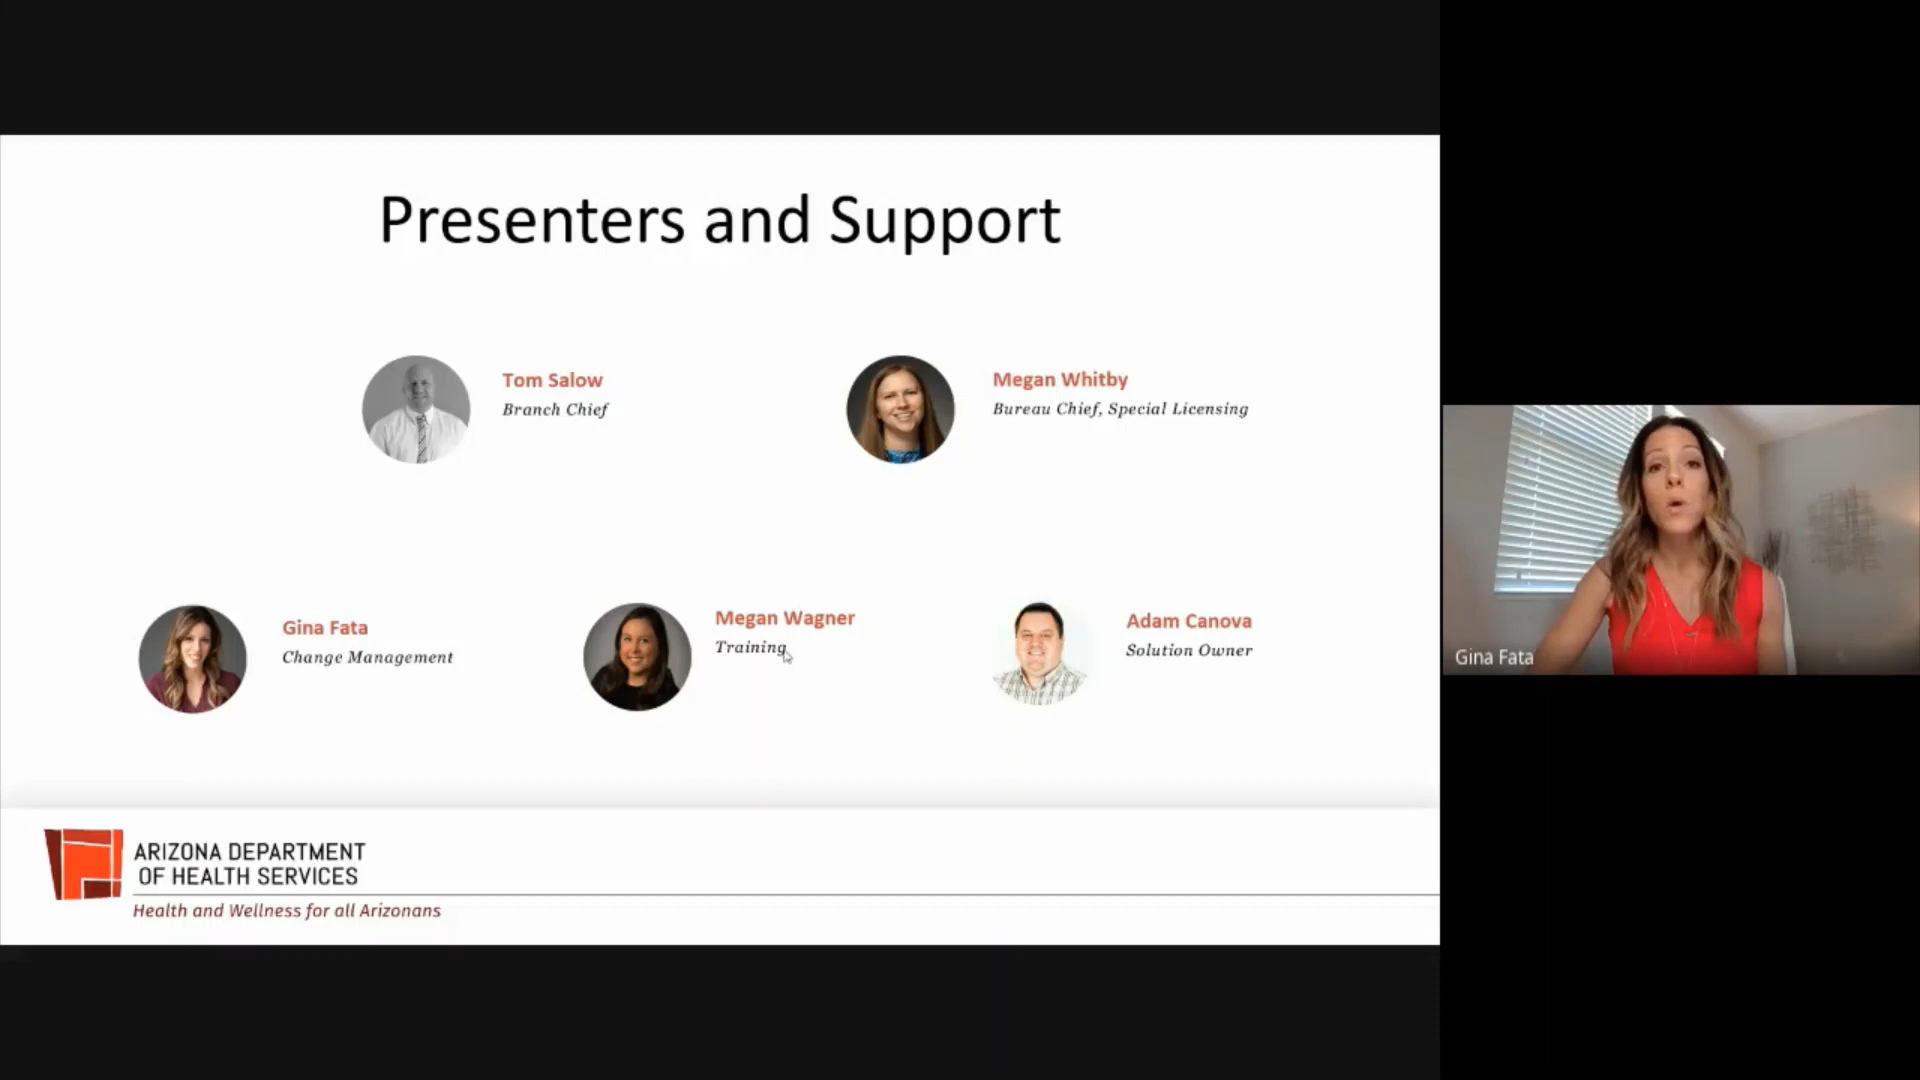 Presenters and Support
Tom Salow
Branch Chief
Megan Whitby
Bureau Chief, Special Licensing
Gina Fata
Change Management
Megan Wagner
Training
Adam Canova
Solution Owner
Gina Fata
ARIZONA DEPARTMENT
OF HEALTH SERVICES
Health and Wellness for all Arizonans